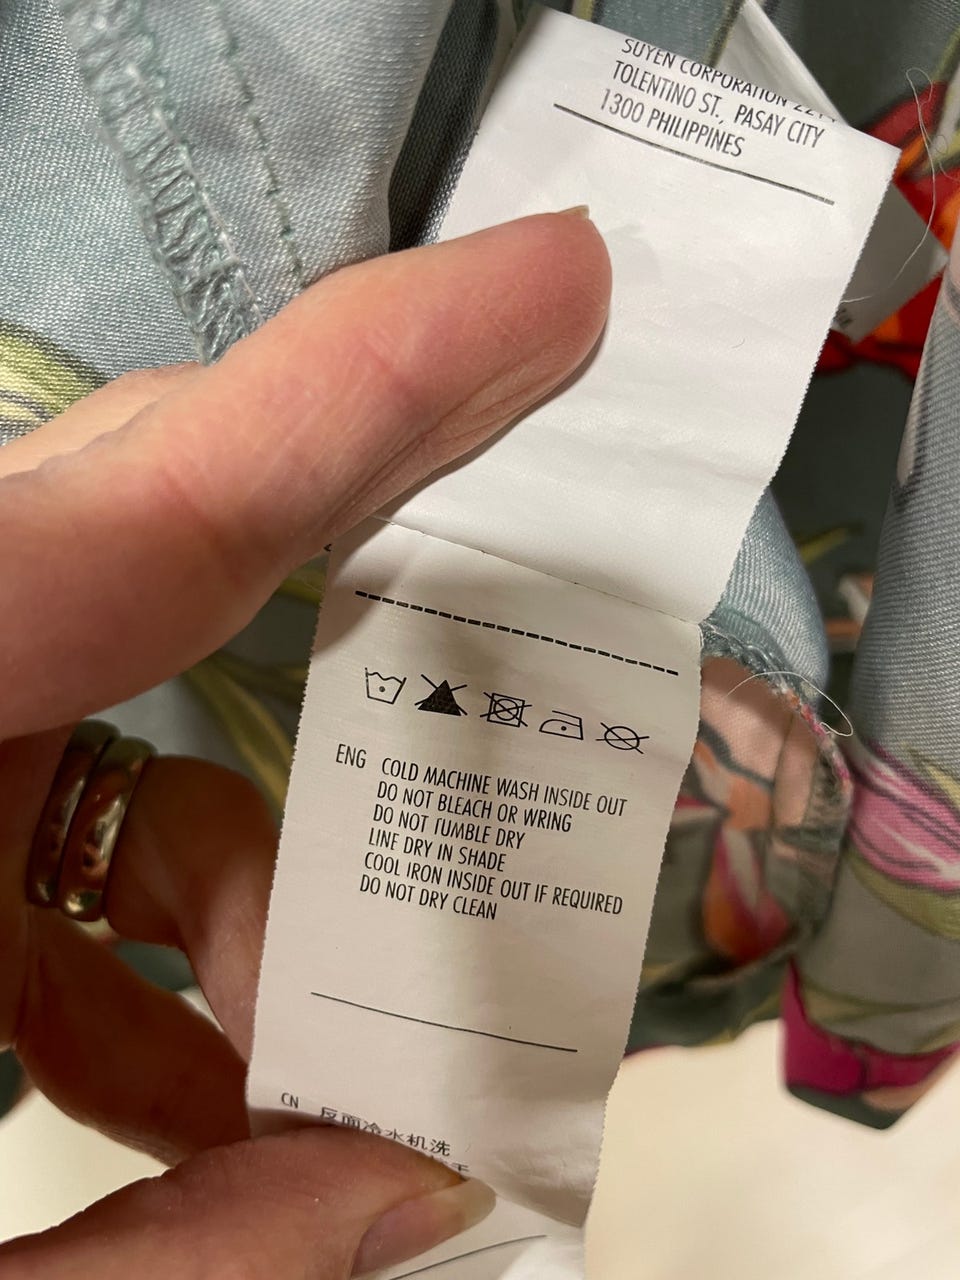 SUYEN CORPORATION
TOLENTINO ST., PASAY CITY
1300 PHILIPPINES
ENG COLD MACHINE WASH INSIDE OUT
DO NOT BLEACH OR WRING
DO NOT TUMBLE DRY
LINE DRY IN SHADE
COOL IRON INSIDE OUT IF REQUIRED
DO NOT DRY CLEAN
CN 反面冷水机洗